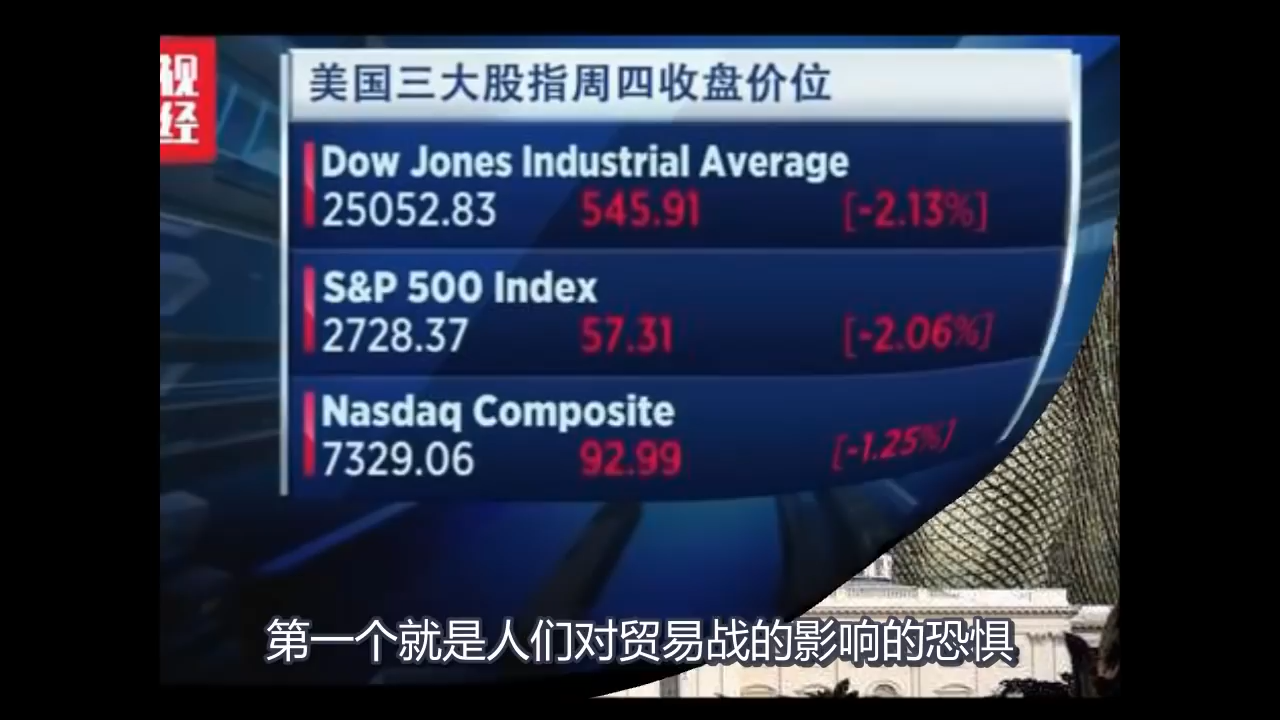 视
经
美国三大股指周四收盘价位
Dow Jones Industrial Average
25052.83 545.91 [-2.13%]
S&P 500 Index
2728.37 57.31 [-2.06%]
Nasdaq Composite
7329.06 92.99 [-1.25%]
第一个就是人们对贸易战的影响的恐惧